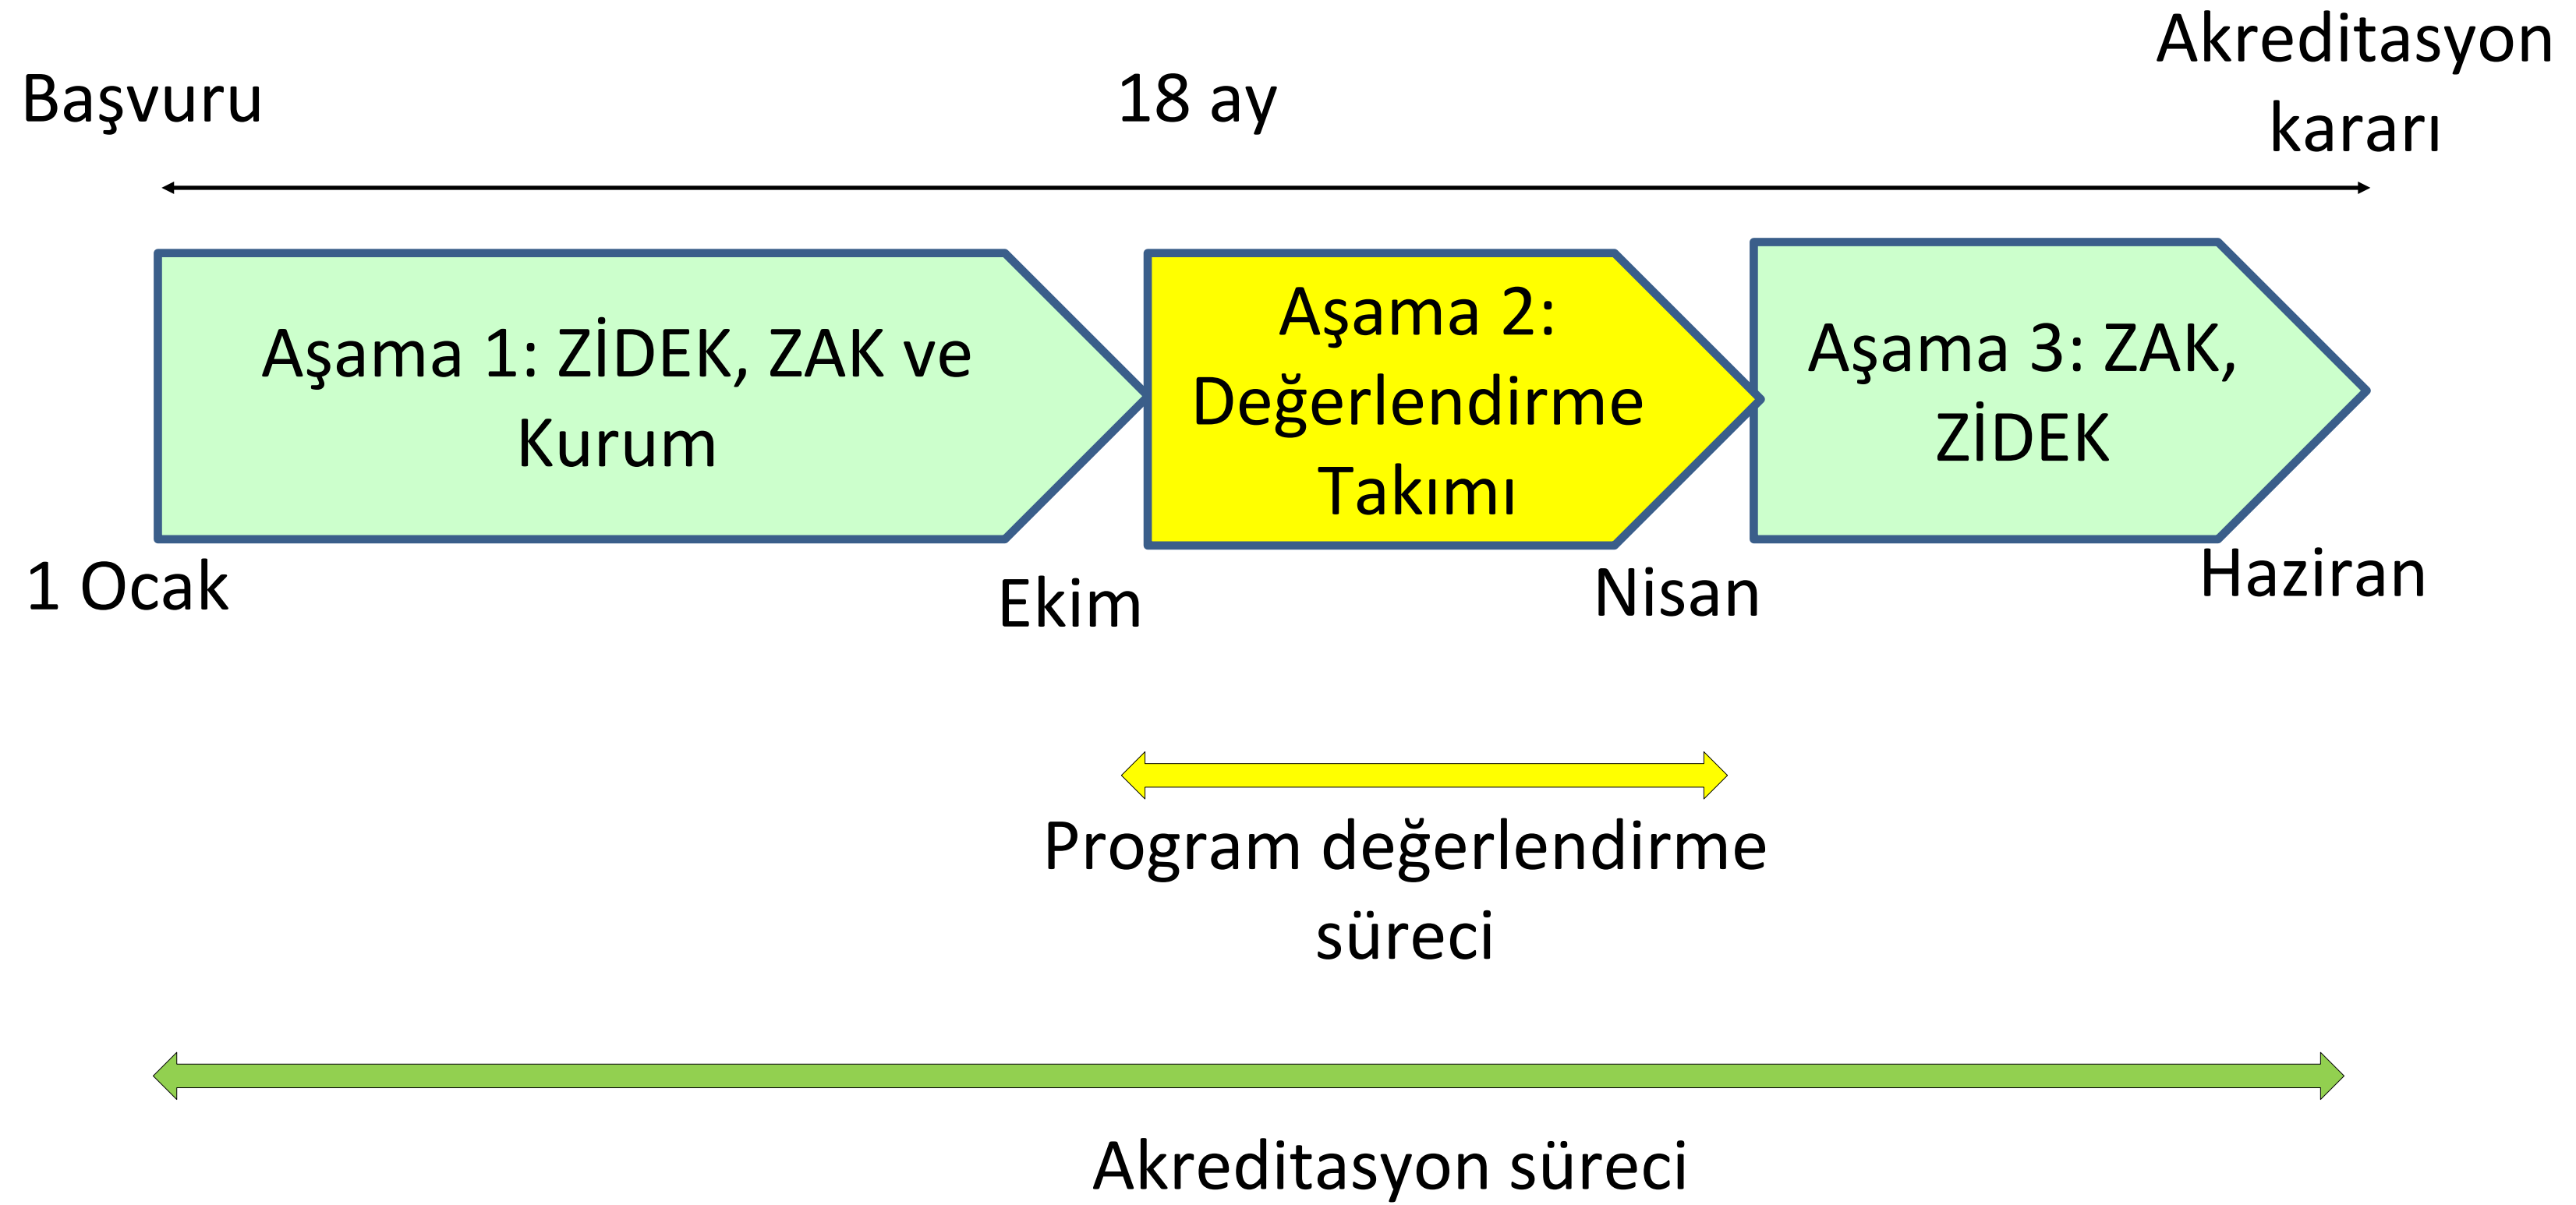 Başvuru
18 ay
Akreditasyon
kararı
Aşama 1: ZİDEK, ZAK ve
Kurum
Aşama 2:
Değerlendirme
Takımı
Aşama 3: ZAK,
ZİDEK
1 Ocak
Ekim
Nisan
Haziran
Program değerlendirme
süreci
Akreditasyon süreci